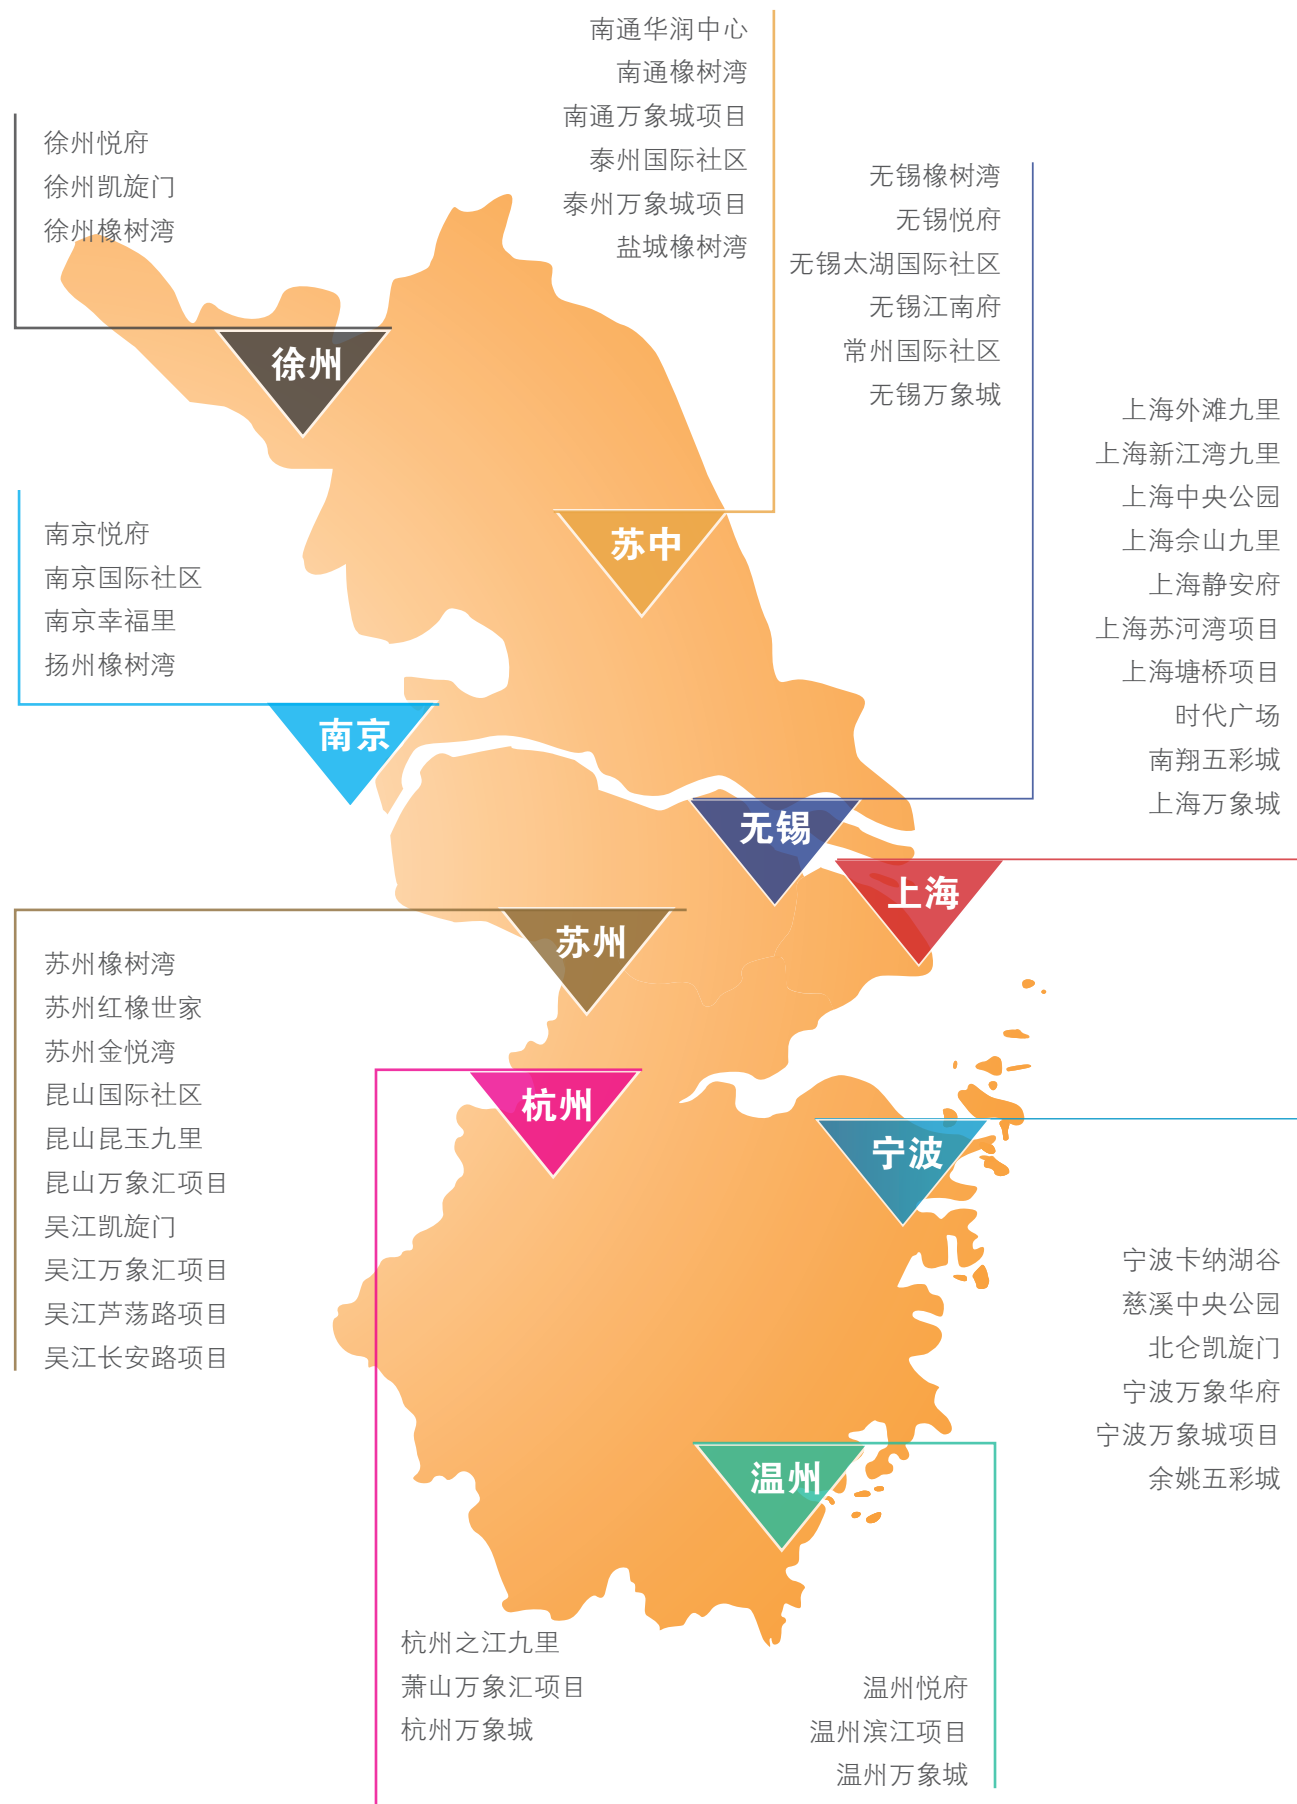 南通华润中心
南通橡树湾
南通万象城项目
泰州国际社区
泰州万象城项目
盐城橡树湾
徐州悦府
徐州凯旋门
徐州橡树湾
徐州
无锡橡树湾
无锡悦府
无锡太湖国际社区
无锡江南府
常州国际社区
无锡万象城
上海外滩九里
上海新江湾九里
上海中央公园
上海佘山九里
上海静安府
上海苏河湾项目
上海塘桥项目
时代广场
南翔五彩城
上海万象城
苏中
南京悦府
南京国际社区
南京幸福里
扬州橡树湾
南京
无锡
上海
苏州
苏州橡树湾
苏州红橡世家
苏州金悦湾
昆山国际社区
昆山昆玉九里
昆山万象汇项目
吴江凯旋门
吴江万象汇项目
吴江芦荡路项目
吴江长安路项目
杭州
宁波
宁波卡纳湖谷
慈溪中央公园
北仑凯旋门
宁波万象华府
宁波万象城项目
余姚五彩城
温州
杭州之江九里
萧山万象汇项目
杭州万象城
温州悦府
温州滨江项目
温州万象城